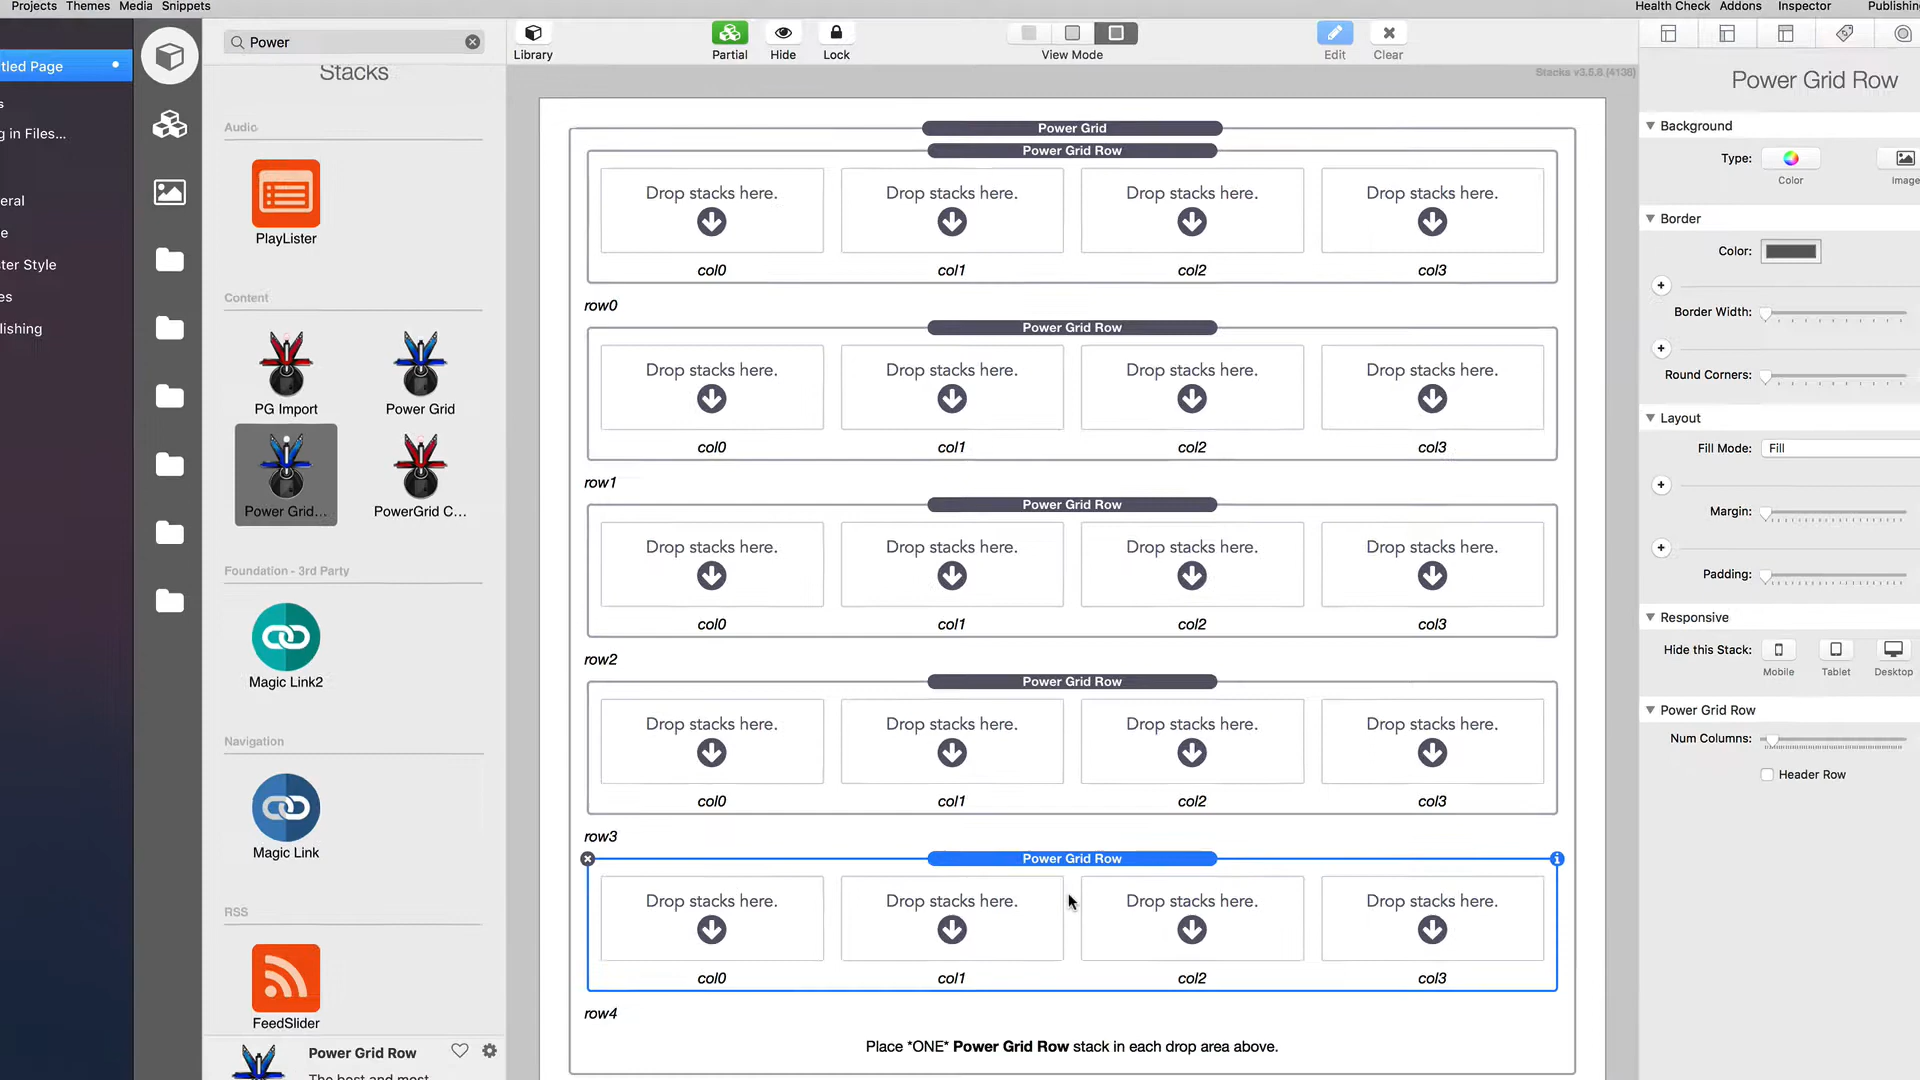 Projects Themes Media Snippets
Health Check Addons Inspector Publishing
Power
Library
Partial
Hide
Lock
View Mode
Edit
Clear
Stacks v3.5.8 (4138)
Power Grid Row
tled Page
s
g in Files...
eral
e
ter Style
es
lishing
Stacks
Audio
PlayLister
Content
PG Import
Power Grid
Power Grid...
PowerGrid C...
Foundation - 3rd Party
Magic Link2
Navigation
Magic Link
RSS
FeedSlider
Power Grid Row
Power Grid
Power Grid Row
Drop stacks here. Drop stacks here. Drop stacks here. Drop stacks here.
col0 col1 col2 col3
row0
Power Grid Row
Drop stacks here. Drop stacks here. Drop stacks here. Drop stacks here.
col0 col1 col2 col3
row1
Power Grid Row
Drop stacks here. Drop stacks here. Drop stacks here. Drop stacks here.
col0 col1 col2 col3
row2
Power Grid Row
Drop stacks here. Drop stacks here. Drop stacks here. Drop stacks here.
col0 col1 col2 col3
row3
Power Grid Row
Drop stacks here. Drop stacks here. Drop stacks here. Drop stacks here.
col0 col1 col2 col3
row4
Place *ONE* Power Grid Row stack in each drop area above.
Background
Type:
Color
Image
Border
Color:
Border Width:
Round Corners:
Layout
Fill Mode: Fill
Margin:
Padding:
Responsive
Hide this Stack:
Mobile Tablet Desktop
Power Grid Row
Num Columns:
Header Row